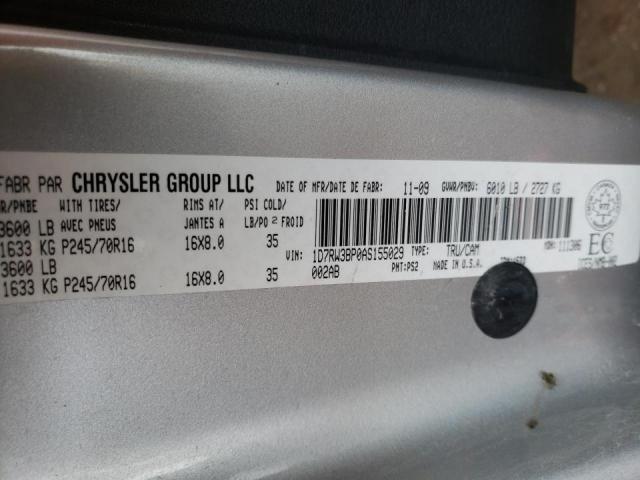 FABR PAR CHRYSLER GROUP LLC DATE OF MFR/DATE DE FABR: 11-09 GVWR/PNBV: 6010 LB / 2727 KG
R/PNBE WITH TIRES/ RIMS AT/ PSI COLD/
3600 LB AVEC PNEUS JANTES A LB/PO 2 FROID
1633 KG P245/70R16 16X8.0 35
3600 LB
1633 KG P245/70R16 16X8.0 35
VIN: 1D7RW3BP0AS155029 TYPE: TRU/CAM MDH: 111306
002AB PNT:PS2 MADE IN U.S.A.
EC